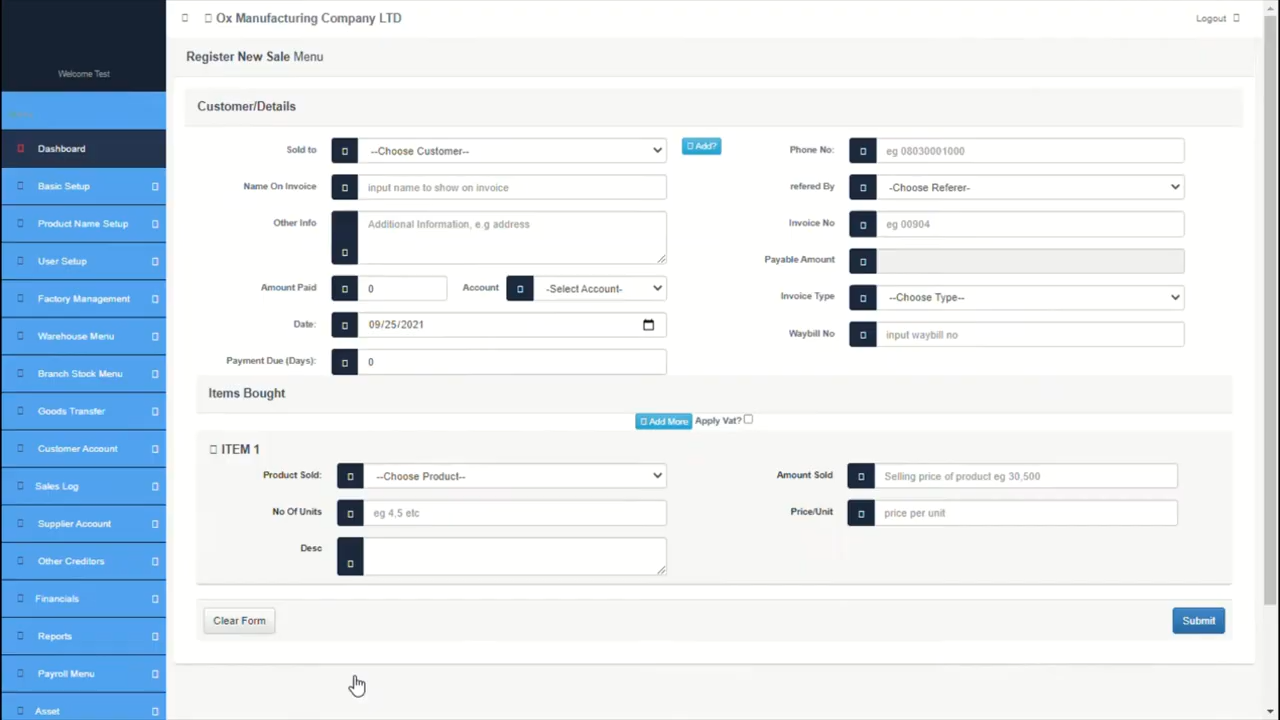 Ox Manufacturing Company LTD
Logout
Welcome Test
Register New Sale Menu
Dashboard
Basic Setup
Product Name Setup
User Setup
Factory Management
Warehouse Menu
Branch Stock Menu
Goods Transfer
Customer Account
Sales Log
Supplier Account
Other Creditors
Financials
Reports
Payroll Menu
Asset
Customer/Details
Sold to --Choose Customer-- Add?
Name On Invoice input name to show on invoice
Other Info Additional Information, e.g address
Amount Paid 0 Account -Select Account-
Date: 09/25/2021
Payment Due (Days): 0
Phone No: eg 08030001000
refered By -Choose Referer-
Invoice No eg 00904
Payable Amount
Invoice Type --Choose Type--
Waybill No input waybill no
Items Bought
Add More Apply Vat?
ITEM 1
Product Sold: --Choose Product--
No Of Units eg 4,5 etc
Desc
Amount Sold Selling price of product eg 30,500
Price/Unit price per unit
Clear Form
Submit